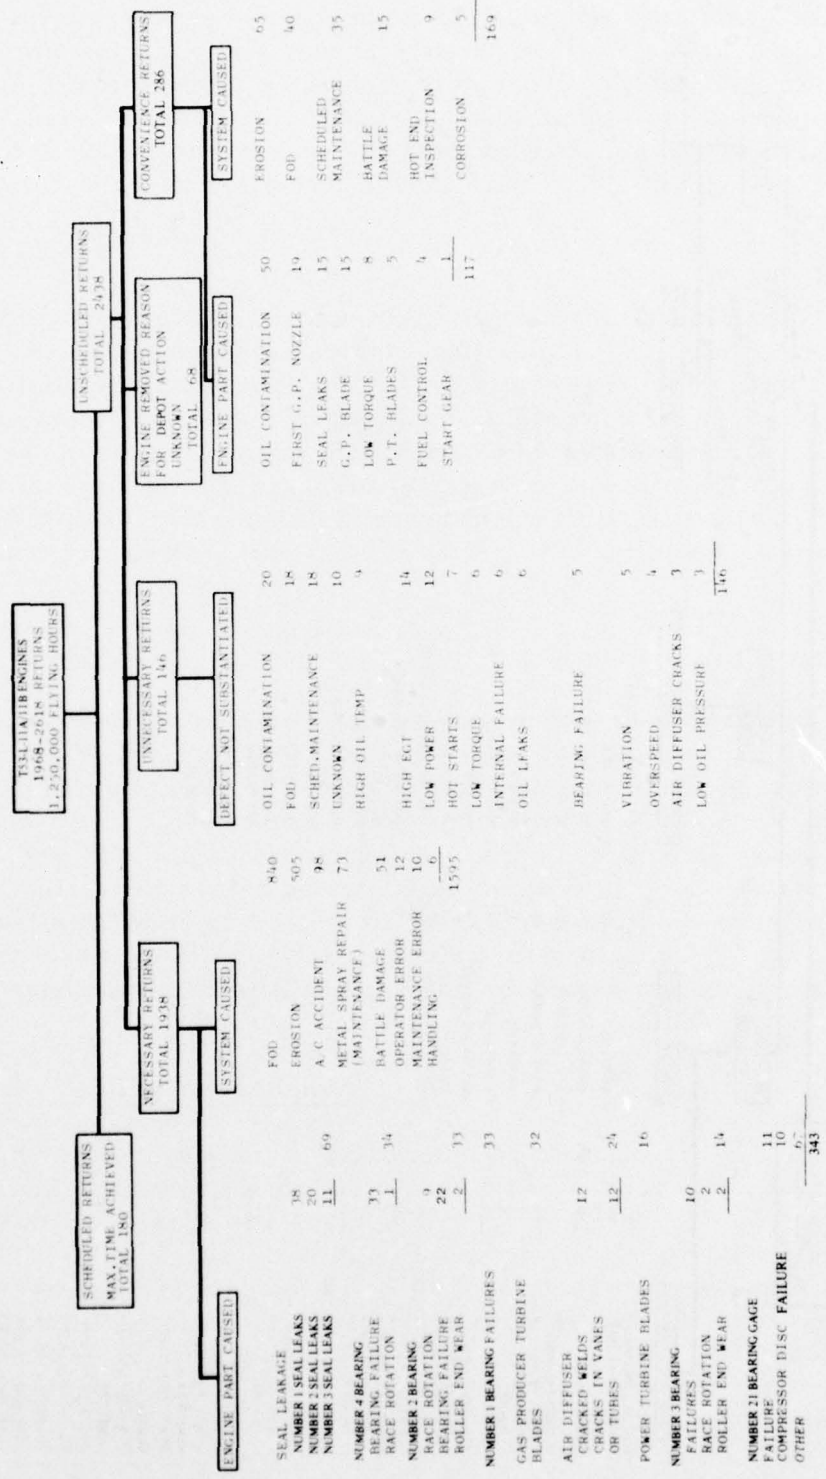 T53-L-11A/11B ENGINES
1968-2618 RETURNS
1,250,000 FLYING HOURS
SCHEDULED RETURNS
MAX.TIME ACHIEVED
TOTAL 180
UNSCHEDULED RETURNS
TOTAL 2438
NECESSARY RETURNS
TOTAL 1938
UNNECESSARY RETURNS
TOTAL 146
ENGINE REMOVED REASON
FOR DEPOT ACTION
UNKNOWN
TOTAL 68
CONVENIENCE RETURNS
TOTAL 286
ENGINE PART CAUSED
SEAL LEAKAGE
NUMBER 1 SEAL LEAKS 38
NUMBER 2 SEAL LEAKS 20
NUMBER 3 SEAL LEAKS 11 69
NUMBER 4 BEARING
BEARING FAILURE 33
RACE ROTATION 1 34
NUMBER 2 BEARING
RACE ROTATION 9
BEARING FAILURE 22
ROLLER END WEAR 2 33
NUMBER 1 BEARING FAILURES 33
GAS PRODUCER TURBINE
BLADES 32
AIR DIFFUSER
CRACKED WELDS 12
CRACKS IN VANES
OR TUBES 12 24
POWER TURBINE BLADES 16
NUMBER 3 BEARING
FAILURES 10
RACE ROTATION 2
ROLLER END WEAR 2 14
NUMBER 21 BEARING GAGE
FAILURE 11
COMPRESSOR DISC FAILURE 10
OTHER
343
SYSTEM CAUSED
FOD 840
EROSION 505
A/C ACCIDENT 98
METAL SPRAY REPAIR 73
(MAINTENANCE)
BATTLE DAMAGE 51
OPERATOR ERROR 12
MAINTENANCE ERROR 10
HANDLING 6
1595
DEFECT NOT SUBSTANTIATED
OIL CONTAMINATION 20
FOD 18
SCHED.MAINTENANCE 18
UNKNOWN 10
HIGH OIL TEMP 9
HIGH EGT 14
LOW POWER 12
HOT STARTS 7
LOW TORQUE 6
INTERNAL FAILURE 6
OIL LEAKS 6
BEARING FAILURE 5
VIBRATION 5
OVERSPEED 4
AIR DIFFUSER CRACKS 3
LOW OIL PRESSURE 3
146
ENGINE PART CAUSED
OIL CONTAMINATION 50
FIRST G.P. NOZZLE 19
SEAL LEAKS 15
G.P. BLADE 15
LOW TORQUE 8
P.T. BLADES 5
FUEL CONTROL 4
START GEAR 1
117
SYSTEM CAUSED
EROSION 65
FOD 40
SCHEDULED
MAINTENANCE 35
BATTLE
DAMAGE 15
HOT END
INSPECTION 9
CORROSION 5
169